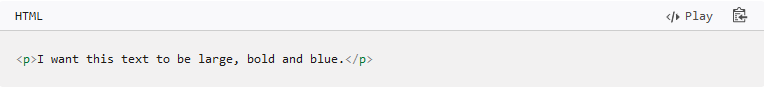 HTML
Play
<p>I want this text to be large, bold and blue.</p>